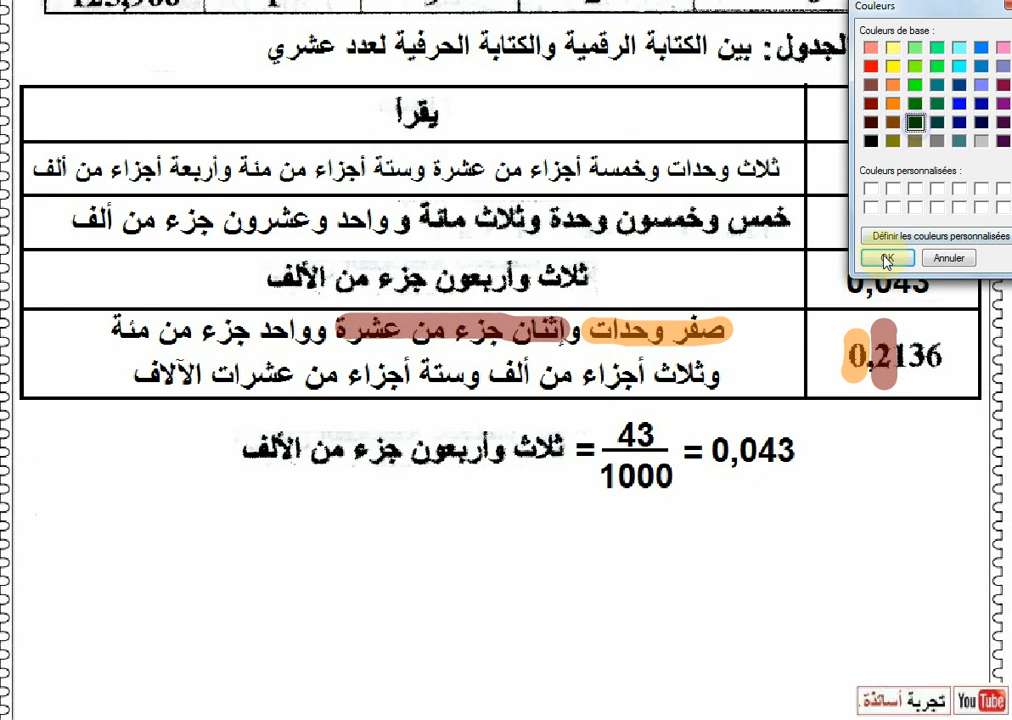 Couleurs
Couleurs de base :
Couleurs personnalisées :
Définir les couleurs personnalisées
OK
Annuler
الجدول: بين الكتابة الرقمية والكتابة الحرفية لعدد عشري
يقرأ
ثلاث وحدات وخمسة أجزاء من عشرة وستة أجزاء من مئة وأربعة أجزاء من ألف
خمس وخمسون وحدة وثلاث مائة و واحد وعشرون جزء من ألف
ثلاث وأربعون جزء من الألف
0,043
صفر وحدات وإثنان جزء من عشرة وواحد جزء من مئة
وثلاث أجزاء من ألف وستة أجزاء من عشرات الآلاف
0,2136
0,043 = 43/1000 = ثلاث وأربعون جزء من الألف
تجربة أساتذة.
YouTube